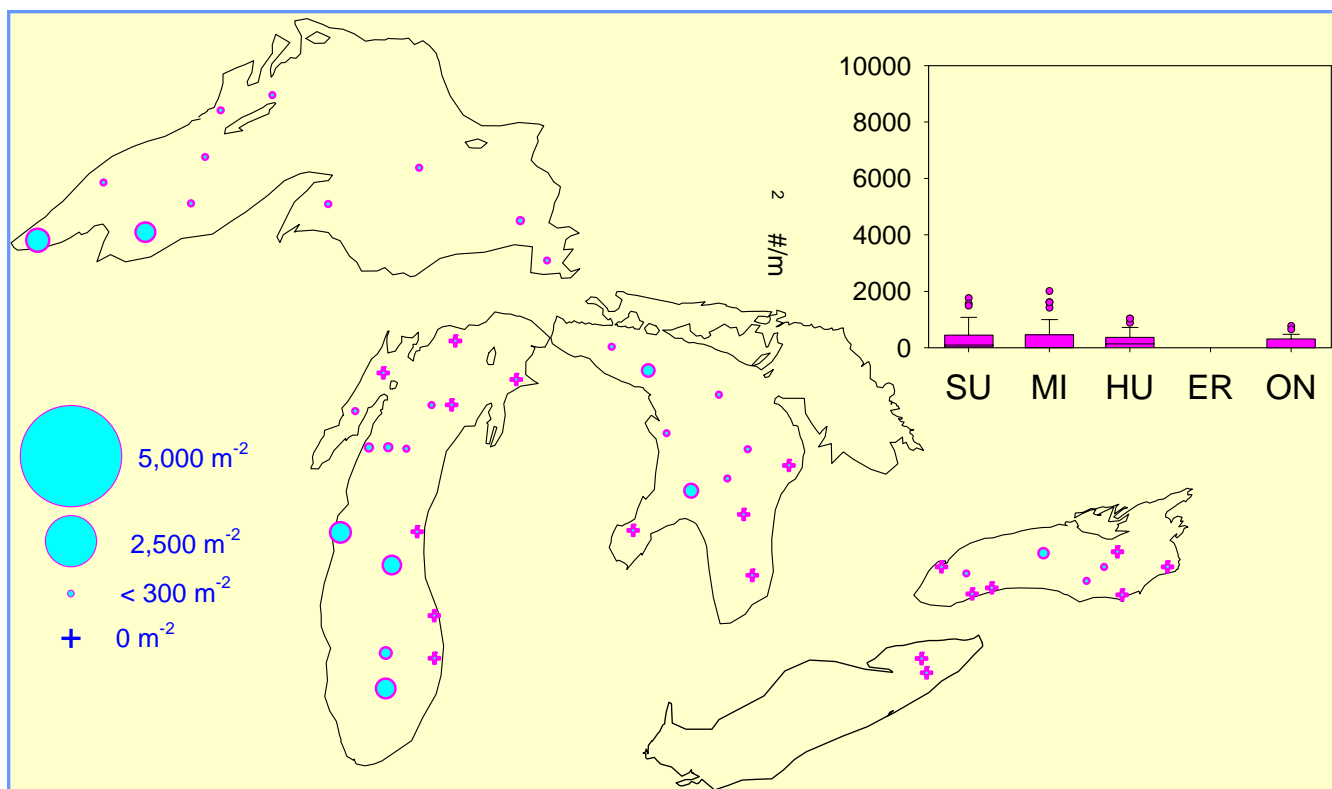 10000
8000
6000
4000
2000
0
#/m²
SU MI HU ER ON
5,000 m⁻²
2,500 m⁻²
< 300 m⁻²
0 m⁻²